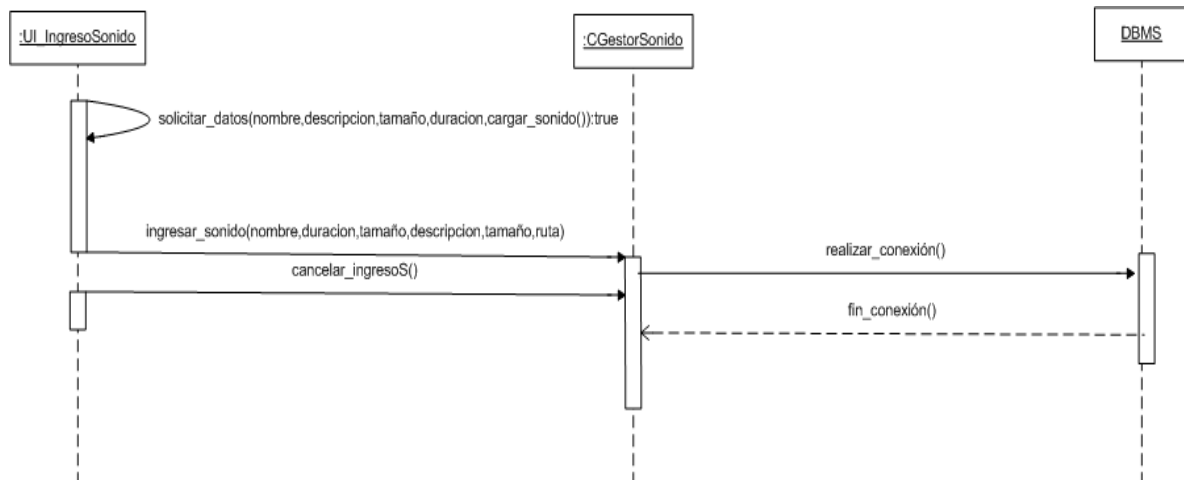 :UI_IngresoSonido
:CGestorSonido
DBMS
solicitar_datos(nombre,descripcion,tamaño,duracion,cargar_sonido()):true
ingresar_sonido(nombre,duracion,tamaño,descripcion,tamaño,ruta)
realizar_conexión()
cancelar_ingresoS()
fin_conexión()